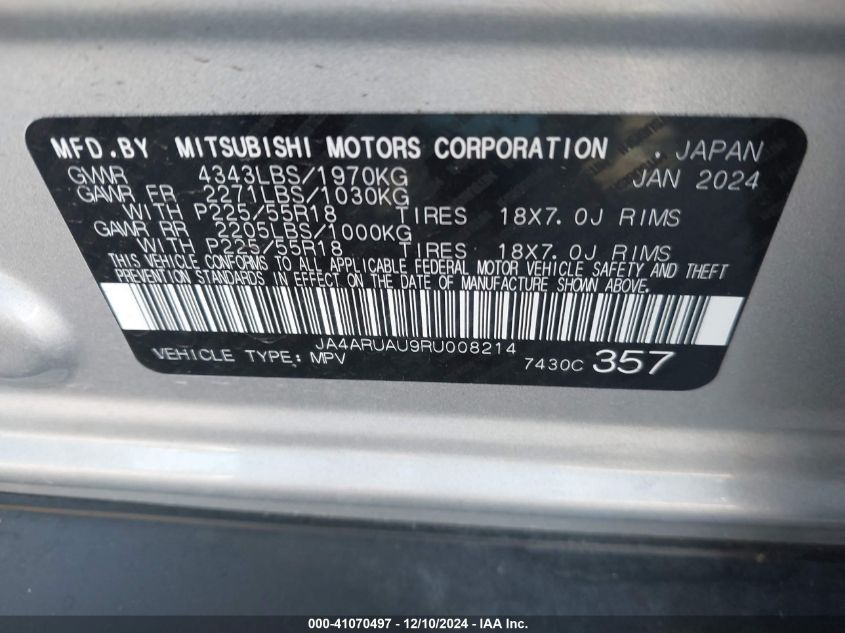 MFD.BY MITSUBISHI MOTORS CORPORATION . JAPAN
GVWR 4343LBS/1970KG JAN 2024
GAWR FR 2271LBS/1030KG
WITH P225/55R18 TIRES 18X7.0J RIMS
GAWR RR 2205LBS/1000KG
WITH P225/55R18 TIRES 18X7.0J RIMS
THIS VEHICLE CONFORMS TO ALL APPLICABLE FEDERAL MOTOR VEHICLE SAFETY AND THEFT
PREVENTION STANDARDS IN EFFECT ON THE DATE OF MANUFACTURE SHOWN ABOVE.
JA4ARUAU9RU008214
VEHICLE TYPE: MPV 7430C 357
000-41070497 - 12/10/2024 - IAA Inc.